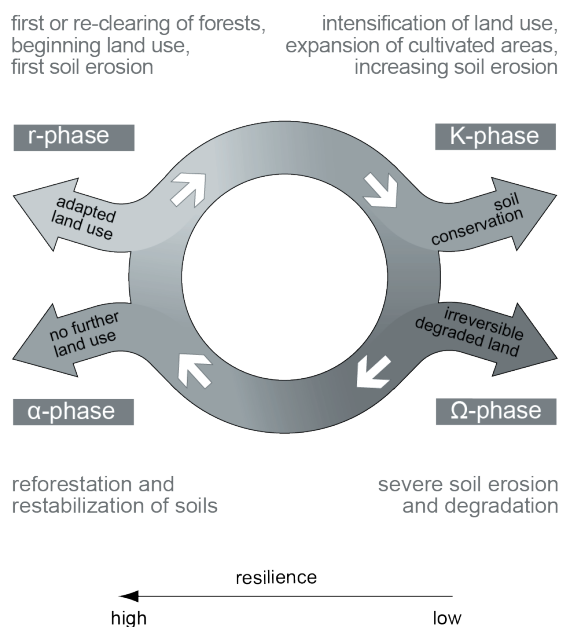 first or re-clearing of forests,
beginning land use,
first soil erosion
intensification of land use,
expansion of cultivated areas,
increasing soil erosion
r-phase
K-phase
adapted
land use
soil
conservation
no further
land use
irreversible
degraded land
α-phase
Ω-phase
reforestation and
restabilization of soils
severe soil erosion
and degradation
resilience
high
low